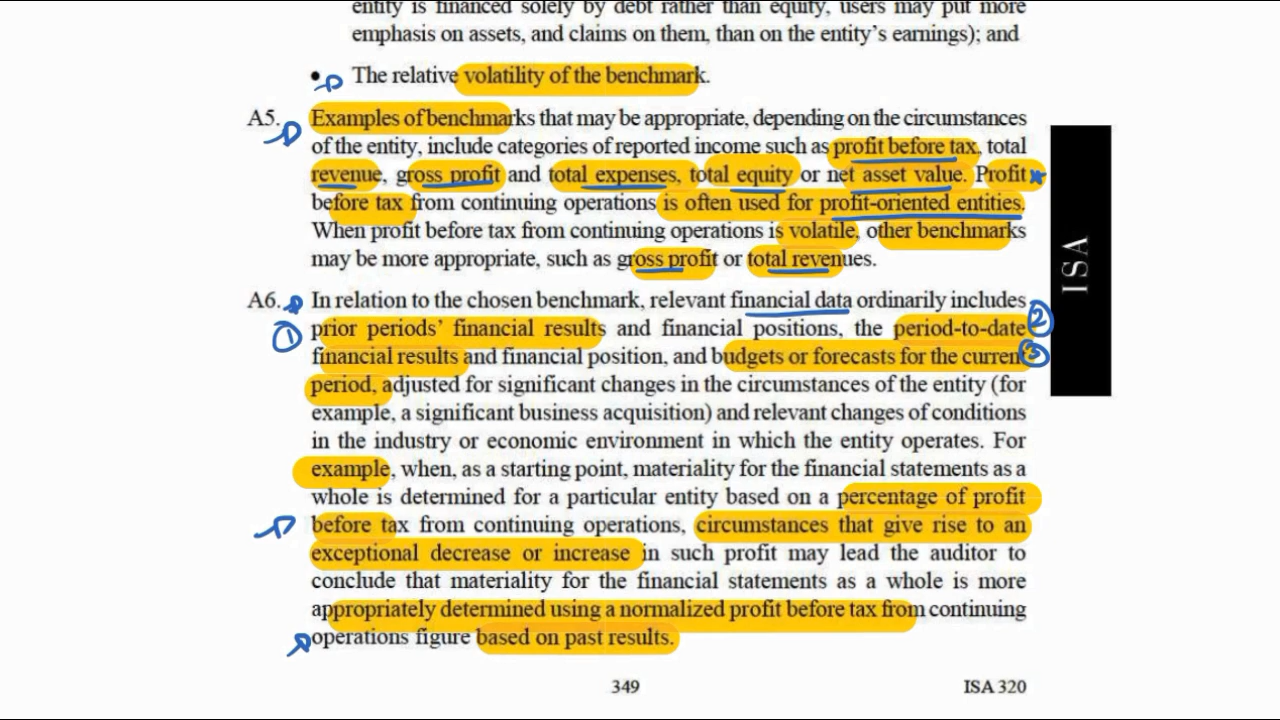 entity is financed solely by debt rather than equity, users may put more
emphasis on assets, and claims on them, than on the entity's earnings); and
• The relative volatility of the benchmark.
A5. Examples of benchmarks that may be appropriate, depending on the circumstances
of the entity, include categories of reported income such as profit before tax, total
revenue, gross profit and total expenses, total equity or net asset value. Profit
before tax from continuing operations is often used for profit-oriented entities.
When profit before tax from continuing operations is volatile, other benchmarks
may be more appropriate, such as gross profit or total revenues.
A6. In relation to the chosen benchmark, relevant financial data ordinarily includes
① prior periods' financial results and financial positions, the period-to-date ②
financial results and financial position, and budgets or forecasts for the current ③
period, adjusted for significant changes in the circumstances of the entity (for
example, a significant business acquisition) and relevant changes of conditions
in the industry or economic environment in which the entity operates. For
example, when, as a starting point, materiality for the financial statements as a
whole is determined for a particular entity based on a percentage of profit
before tax from continuing operations, circumstances that give rise to an
exceptional decrease or increase in such profit may lead the auditor to
conclude that materiality for the financial statements as a whole is more
appropriately determined using a normalized profit before tax from continuing
operations figure based on past results.
349 ISA 320
ISA